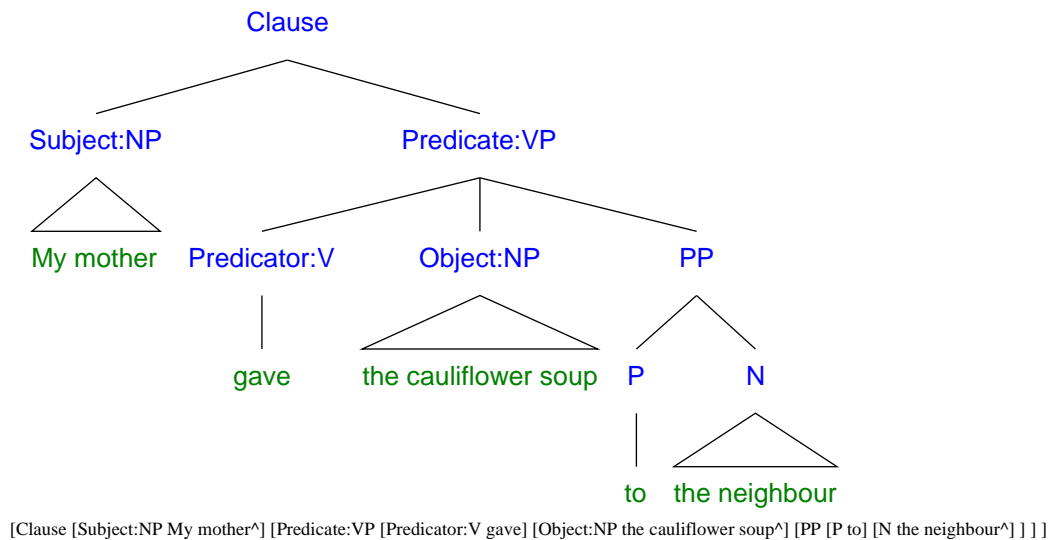 Clause
Subject:NP Predicate:VP
My mother Predicator:V Object:NP PP
gave the cauliflower soup P N
to the neighbour
[Clause [Subject:NP My mother^] [Predicate:VP [Predicator:V gave] [Object:NP the cauliflower soup^] [PP [P to] [N the neighbour^] ] ] ]